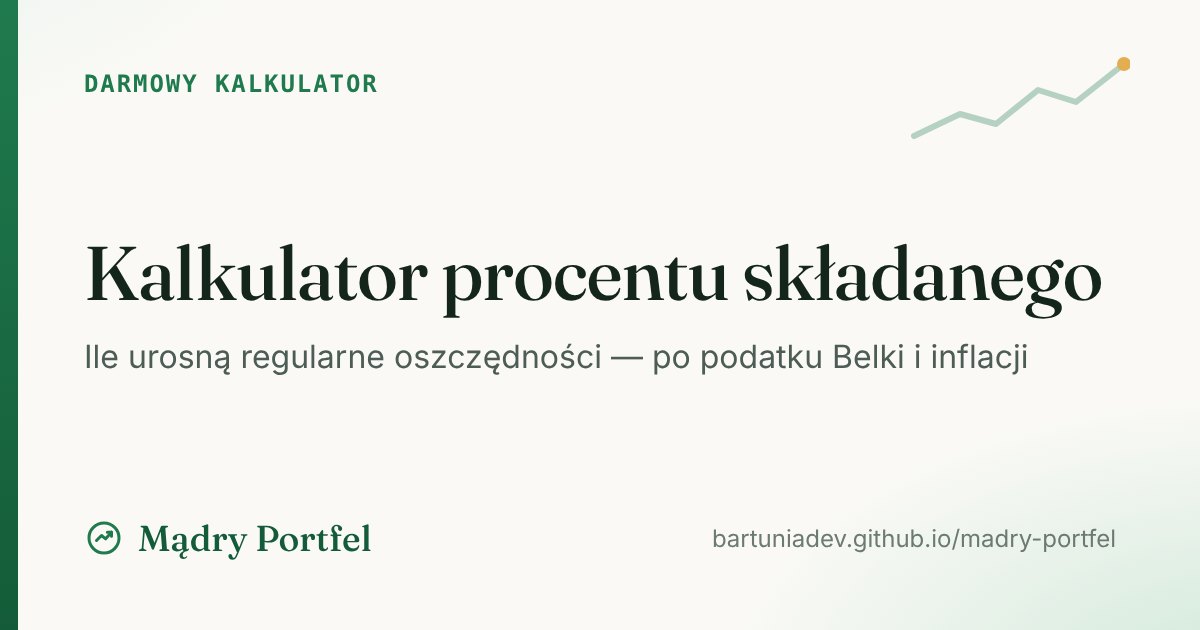 DARMOWY KALKULATOR
Kalkulator procentu składanego
Ile urosną regularne oszczędności — po podatku Belki i inflacji
Mądry Portfel
bartuniadev.github.io/madry-portfel